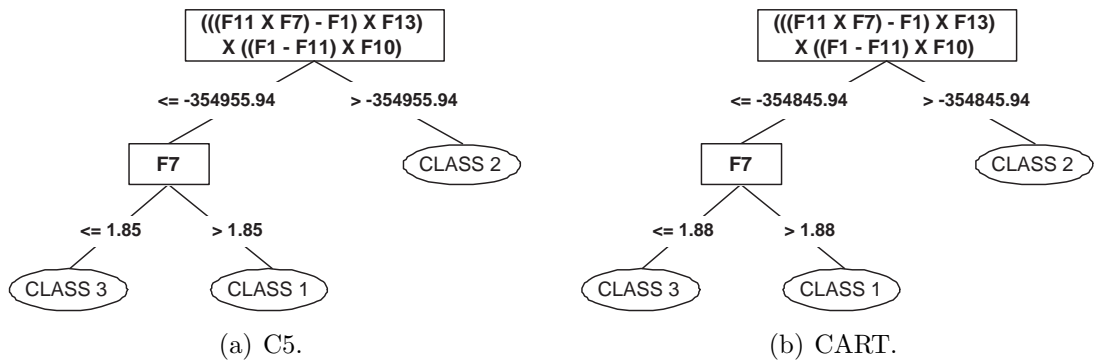 (((F11 X F7) - F1) X F13)
X ((F1 - F11) X F10)
<= -354955.94
> -354955.94
F7
CLASS 2
<= 1.85
> 1.85
CLASS 3
CLASS 1
(a) C5.
(((F11 X F7) - F1) X F13)
X ((F1 - F11) X F10)
<= -354845.94
> -354845.94
F7
CLASS 2
<= 1.88
> 1.88
CLASS 3
CLASS 1
(b) CART.